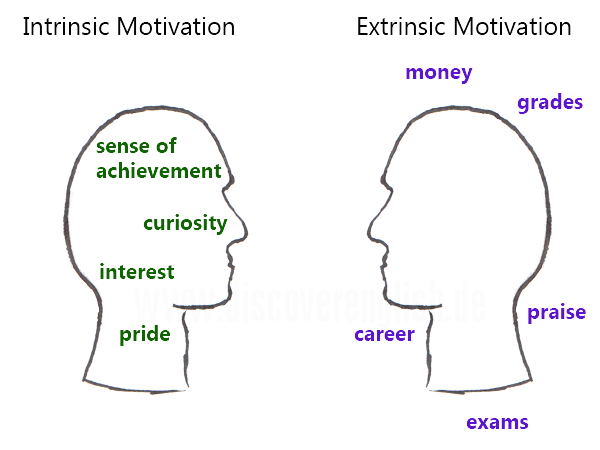 Intrinsic Motivation
Extrinsic Motivation
sense of
achievement
curiosity
interest
pride
money
grades
praise
career
exams